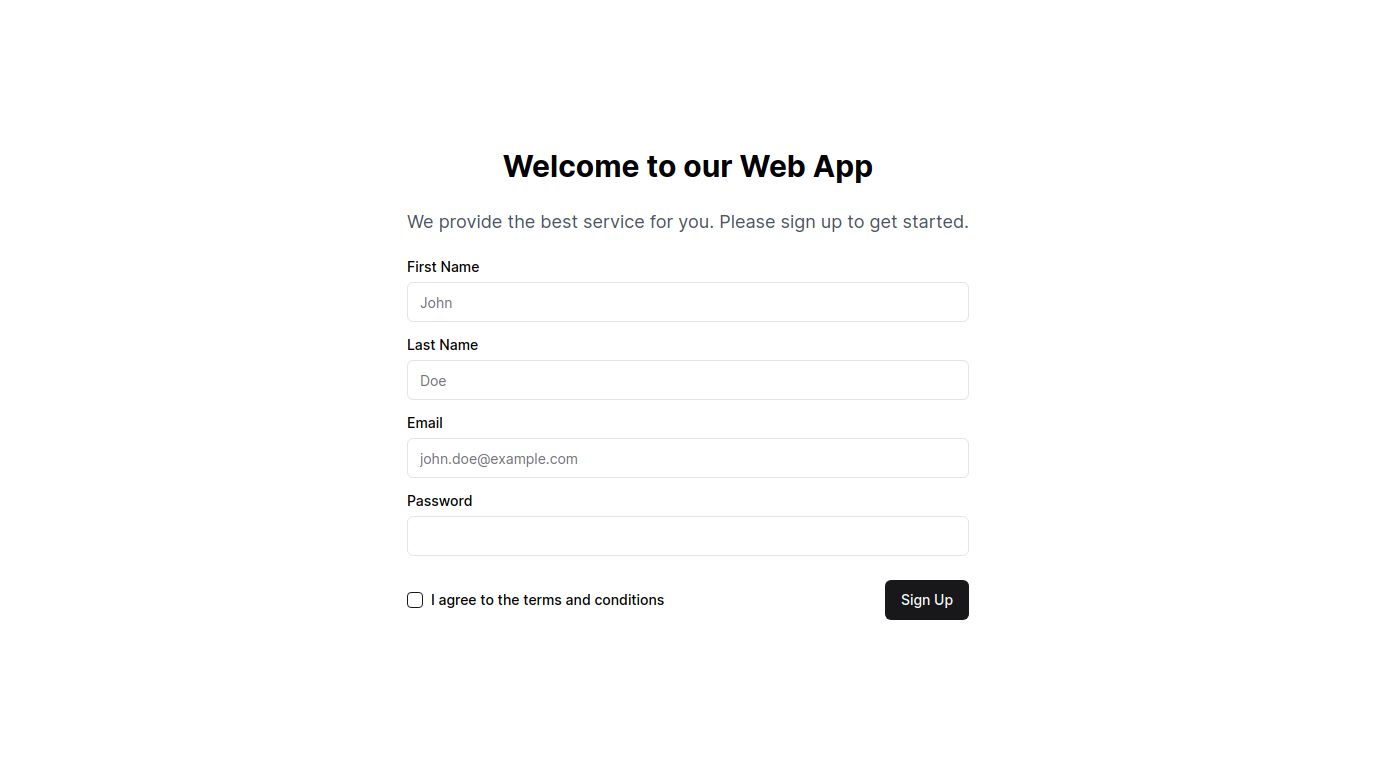 Welcome to our Web App
We provide the best service for you. Please sign up to get started.
First Name
John
Last Name
Doe
Email
john.doe@example.com
Password
I agree to the terms and conditions
Sign Up